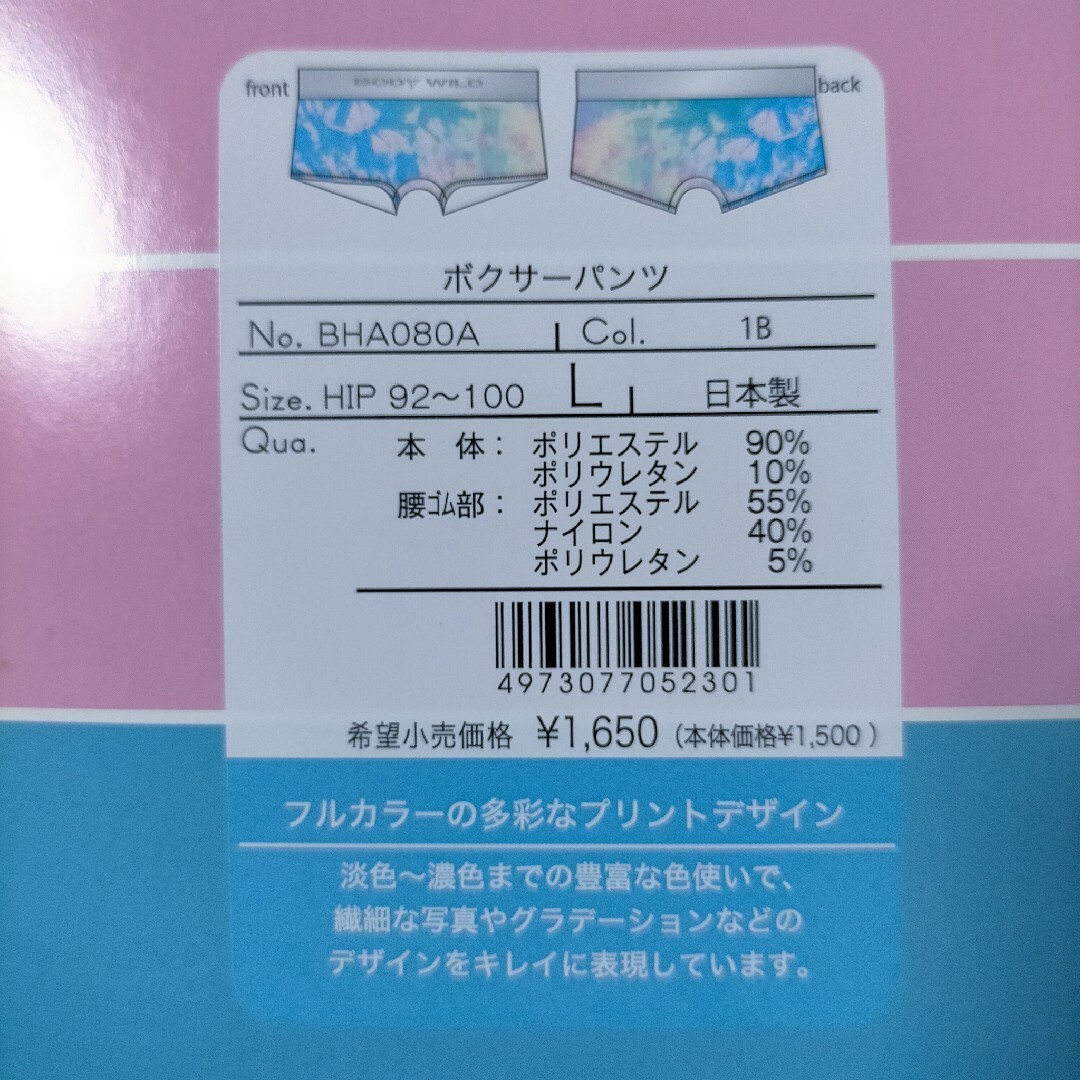 front
BODY WILD
back
ボクサーパンツ
No. BHA080A Col. 1B
Size. HIP 92〜100 L 日本製
Qua. 本 体： ポリエステル 90%
ポリウレタン 10%
腰ゴム部： ポリエステル 55%
ナイロン 40%
ポリウレタン 5%
4973077052301
希望小売価格 ¥1,650（本体価格¥1,500）
フルカラーの多彩なプリントデザイン
淡色〜濃色までの豊富な色使いで、
繊細な写真やグラデーションなどの
デザインをキレイに表現しています。